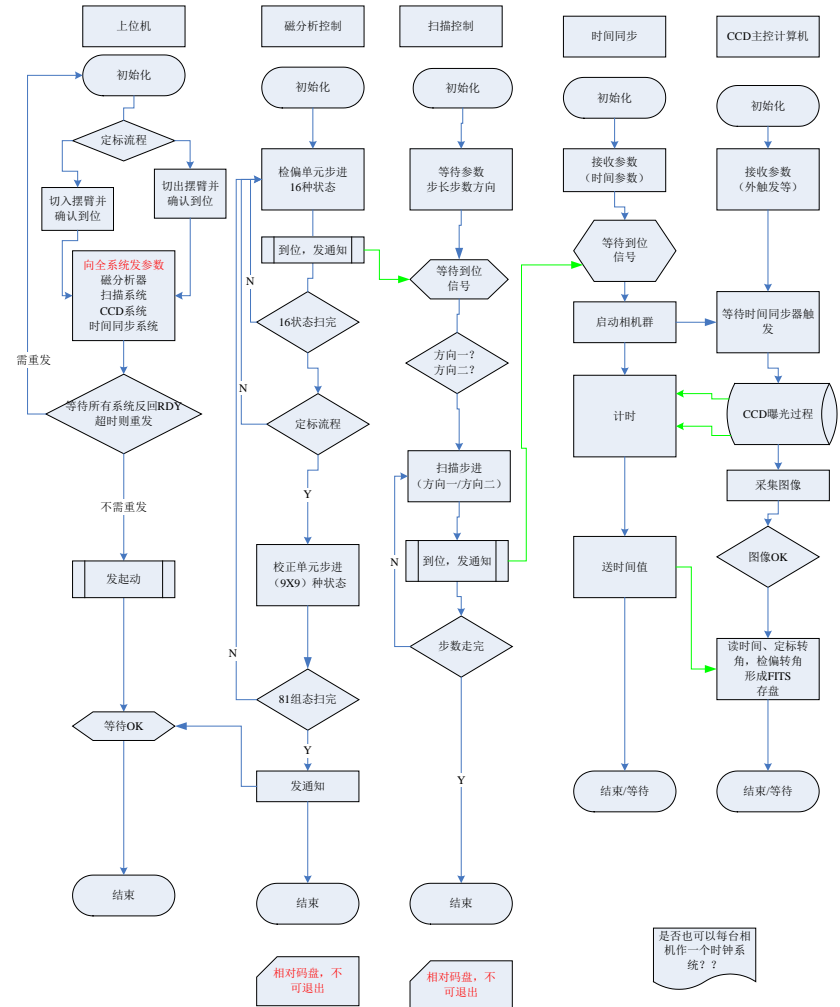 上位机
初始化
定标流程
切入摆臂并
确认到位
切出摆臂并
确认到位
向全系统发参数
磁分析器
扫描系统
CCD系统
时间同步系统
需重发
等待所有系统反回RDY
超时则重发
不需重发
发起动
等待OK
结束
磁分析控制
初始化
检偏单元步进
16种状态
到位，发通知
N
16状态扫完
N
定标流程
Y
校正单元步进
（9X9）种状态
N
81组态扫完
Y
发通知
结束
相对码盘，不
可退出
扫描控制
初始化
等待参数
步长步数方向
等待到位
信号
方向一？
方向二？
扫描步进
（方向一/方向二）
N
到位，发通知
步数走完
Y
结束
相对码盘，不
可退出
时间同步
初始化
接收参数
（时间参数）
等待到位
信号
启动相机群
计时
送时间值
结束/等待
CCD主控计算机
初始化
接收参数
（外触发等）
等待时间同步器触
发
CCD曝光过程
采集图像
图像OK
读时间、定标转
角，检偏转角
形成FITS
存盘
结束/等待
是否也可以每台相
机作一个时钟系
统？？